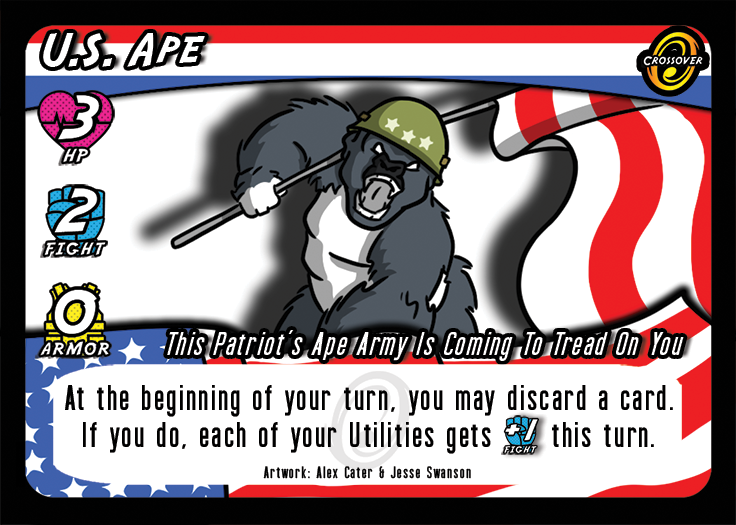 U.S. Ape
Crossover
3
HP
2
Fight
0
Armor
This Patriot's Ape Army Is Coming To Tread On You
At the beginning of your turn, you may discard a card.
If you do, each of your Utilities gets +1 Fight this turn.
Artwork: Alex Cater & Jesse Swanson